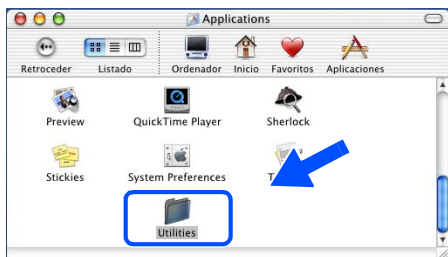 Applications
Retroceder Listado Ordenador Inicio Favoritos Aplicaciones
Preview QuickTime Player Sherlock
Stickies System Preferences
Utilities